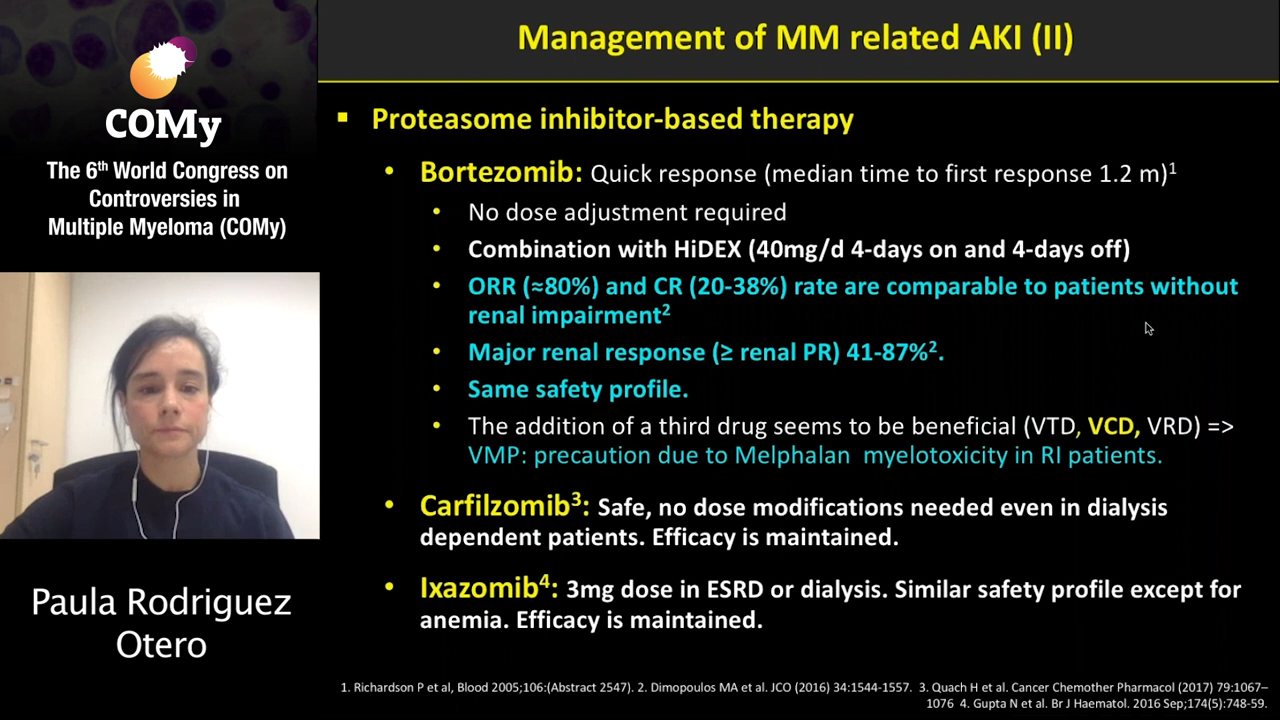 COMy
The 6th World Congress on
Controversies in
Multiple Myeloma (COMy)
Paula Rodriguez
Otero
Management of MM related AKI (II)
▪ Proteasome inhibitor-based therapy
• Bortezomib: Quick response (median time to first response 1.2 m)1
• No dose adjustment required
• Combination with HiDEX (40mg/d 4-days on and 4-days off)
• ORR (≈80%) and CR (20-38%) rate are comparable to patients without
renal impairment2
• Major renal response (≥ renal PR) 41-87%2.
• Same safety profile.
• The addition of a third drug seems to be beneficial (VTD, VCD, VRD) =>
VMP: precaution due to Melphalan myelotoxicity in RI patients.
• Carfilzomib3: Safe, no dose modifications needed even in dialysis
dependent patients. Efficacy is maintained.
• Ixazomib4: 3mg dose in ESRD or dialysis. Similar safety profile except for
anemia. Efficacy is maintained.
1. Richardson P et al, Blood 2005;106:(Abstract 2547). 2. Dimopoulos MA et al. JCO (2016) 34:1544-1557. 3. Quach H et al. Cancer Chemother Pharmacol (2017) 79:1067–
1076 4. Gupta N et al. Br J Haematol. 2016 Sep;174(5):748-59.